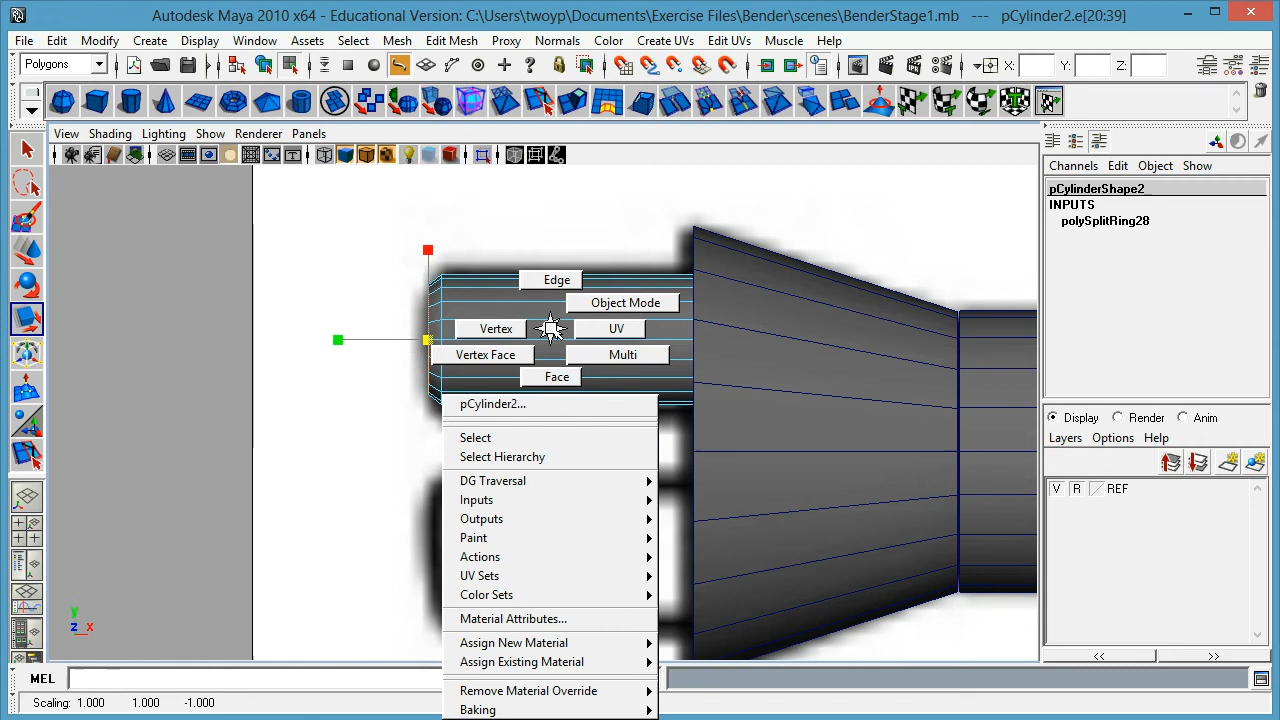 Autodesk Maya 2010 x64 - Educational Version: C:\Users\twoyp\Documents\Exercise Files\Bender\scenes\BenderStage1.mb --- pCylinder2.e[20:39]
File Edit Modify Create Display Window Assets Select Mesh Edit Mesh Proxy Normals Color Create UVs Edit UVs Muscle Help
Polygons X: Y: Z:
View Shading Lighting Show Renderer Panels
Channels Edit Object Show
pCylinderShape2
INPUTS
polySplitRing28
Edge
Object Mode
Vertex UV
Vertex Face Multi
Face
pCylinder2...
Select
Select Hierarchy
DG Traversal
Inputs
Outputs
Paint
Actions
UV Sets
Color Sets
Material Attributes...
Assign New Material
Assign Existing Material
Remove Material Override
Baking
Display Render Anim
Layers Options Help
V R REF
<< >>
y
z x
MEL
Scaling: 1.000 1.000 -1.000